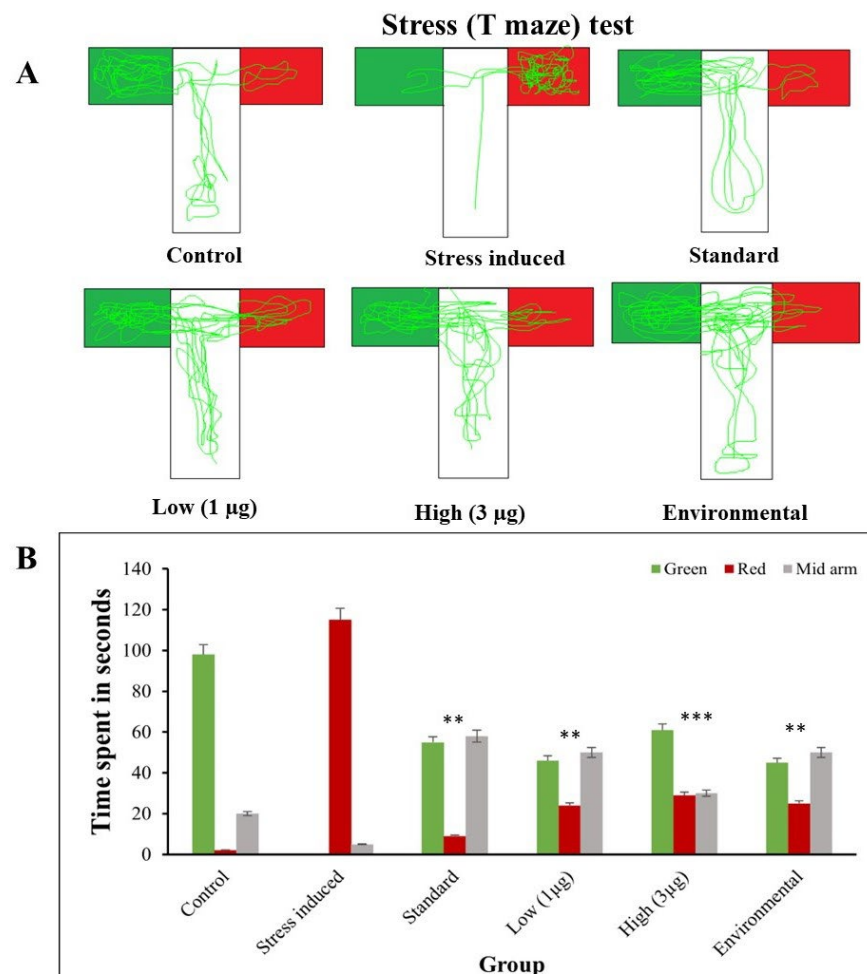 Stress (T maze) test
A
Control
Stress induced
Standard
Low (1 µg)
High (3 µg)
Environmental
B
Green
Red
Mid arm
Time spent in seconds
140
120
100
80
60
40
20
0
**
**
***
**
Control
Stress induced
Standard
Low (1µg)
High (3µg)
Environmental
Group